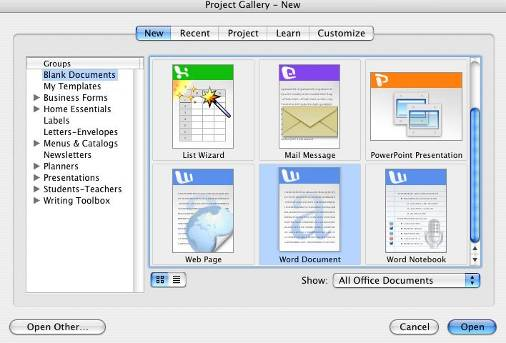 Project Gallery – New
New Recent Project Learn Customize
Groups
Blank Documents
My Templates
Business Forms
Home Essentials
Labels
Letters-Envelopes
Menus & Catalogs
Newsletters
Planners
Presentations
Students-Teachers
Writing Toolbox
List Wizard
Mail Message
PowerPoint Presentation
Web Page
Word Document
Word Notebook
Show: All Office Documents
Open Other...
Cancel
Open